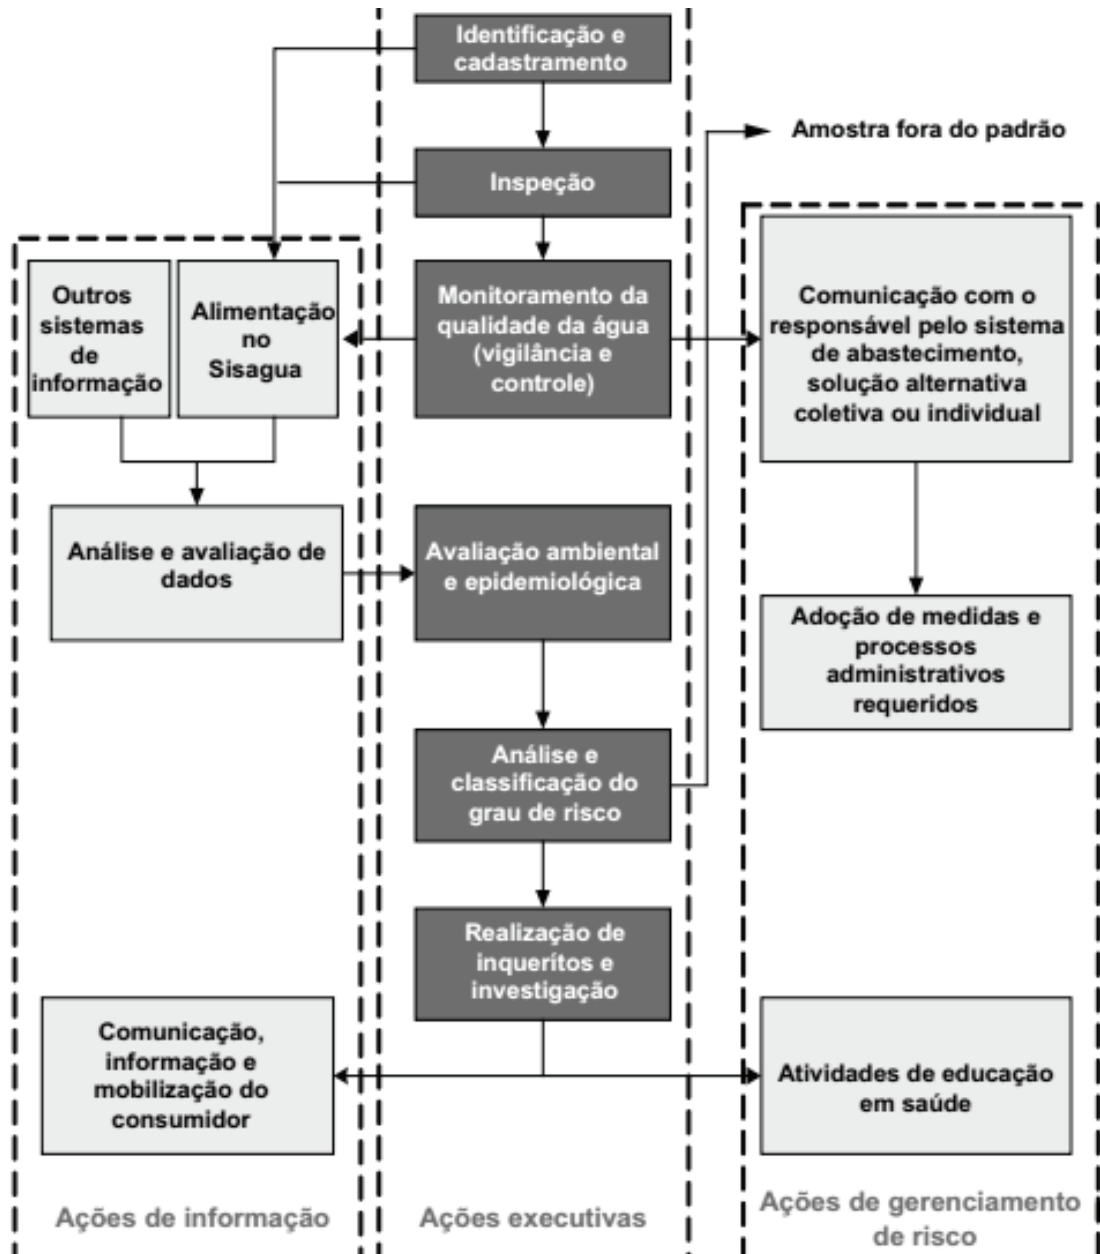 Identificação e
cadastramento
Amostra fora do padrão
Inspeção
Outros
sistemas
de
informação
Alimentação
no
Sisagua
Monitoramento da
qualidade da água
(vigilância e
controle)
Comunicação com o
responsável pelo sistema
de abastecimento,
solução alternativa
coletiva ou individual
Análise e avaliação de
dados
Avaliação ambiental
e epidemiológica
Adoção de medidas e
processos
administrativos
requeridos
Análise e
classificação do
grau de risco
Realização de
inquerítos e
investigação
Comunicação,
informação e
mobilização do
consumidor
Atividades de educação
em saúde
Ações de informação
Ações executivas
Ações de gerenciamento
de risco